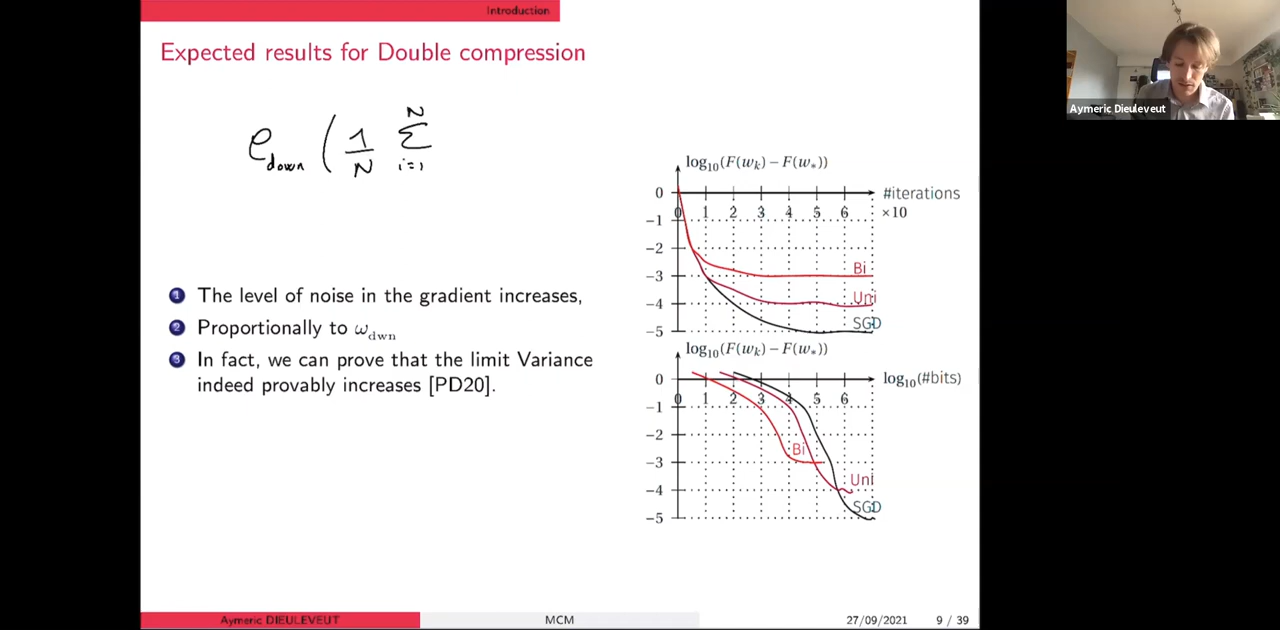 Introduction
Expected results for Double compression
C_down ( 1/N Σ_{i=1}^{N}
1 The level of noise in the gradient increases,
2 Proportionally to ω_dwn
3 In fact, we can prove that the limit Variance
indeed provably increases [PD20].
log₁₀(F(w_k) − F(w_*))
0
#iterations
0 1 2 3 4 5 6
×10
−1
−2
Bi
−3
Uni
−4
SGD
−5
log₁₀(F(w_k) − F(w_*))
0
log₁₀(#bits)
0 1 2 3 4 5 6
−1
−2
Bi
−3
Uni
−4
SGD
−5
Aymeric DIEULEVEUT
MCM
27/09/2021
9 / 39
Aymeric Dieuleveut